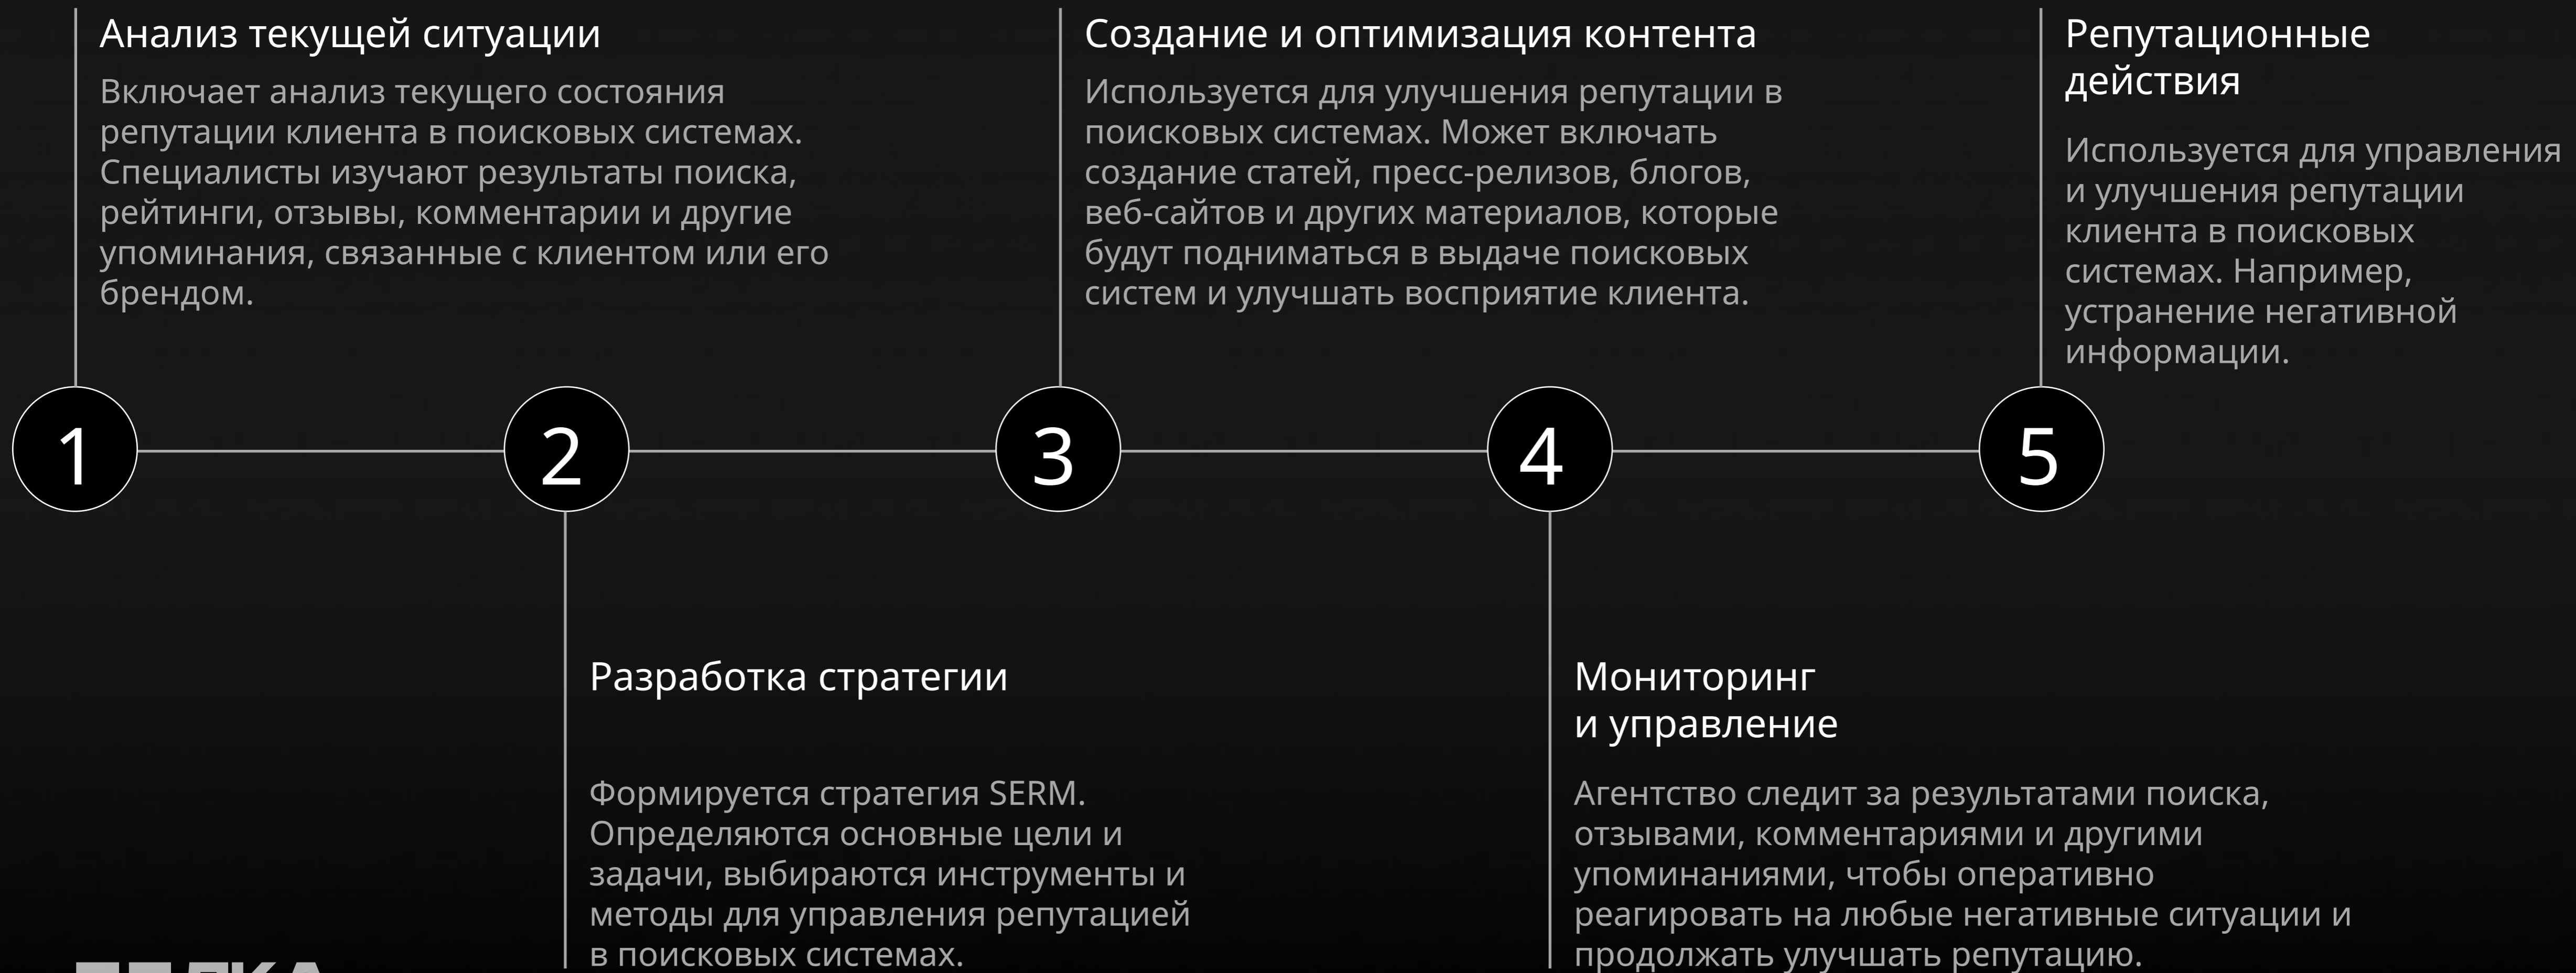 Анализ текущей ситуации
Включает анализ текущего состояния
репутации клиента в поисковых системах.
Специалисты изучают результаты поиска,
рейтинги, отзывы, комментарии и другие
упоминания, связанные с клиентом или его
брендом.
Создание и оптимизация контента
Используется для улучшения репутации в
поисковых системах. Может включать
создание статей, пресс-релизов, блогов,
веб-сайтов и других материалов, которые
будут подниматься в выдаче поисковых
систем и улучшать восприятие клиента.
Репутационные
действия
Используется для управления
и улучшения репутации
клиента в поисковых
системах. Например,
устранение негативной
информации.
1
2
3
4
5
Разработка стратегии
Формируется стратегия SERM.
Определяются основные цели и
задачи, выбираются инструменты и
методы для управления репутацией
в поисковых системах.
Мониторинг
и управление
Агентство следит за результатами поиска,
отзывами, комментариями и другими
упоминаниями, чтобы оперативно
реагировать на любые негативные ситуации и
продолжать улучшать репутацию.